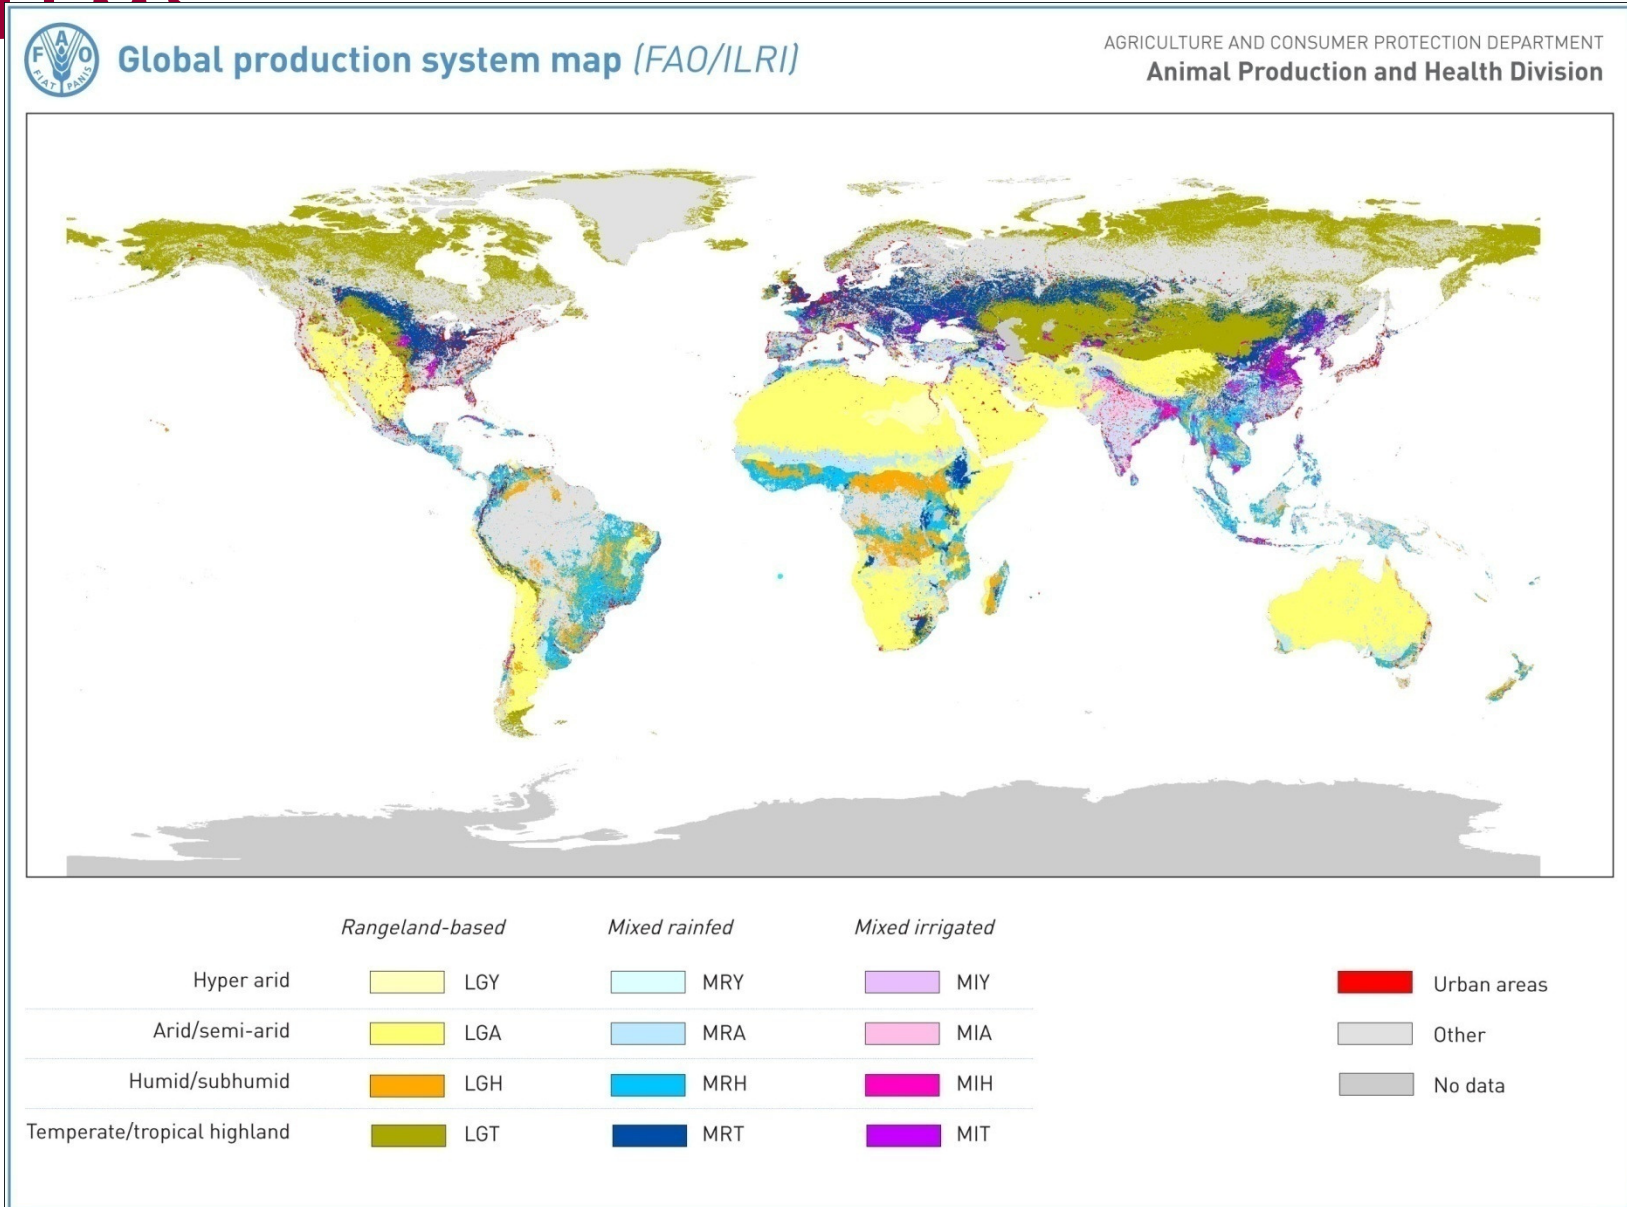 F A O
FIAT PANIS
Global production system map (FAO/ILRI)
AGRICULTURE AND CONSUMER PROTECTION DEPARTMENT
Animal Production and Health Division
Rangeland-based Mixed rainfed Mixed irrigated
Hyper arid LGY MRY MIY Urban areas
Arid/semi-arid LGA MRA MIA Other
Humid/subhumid LGH MRH MIH No data
Temperate/tropical highland LGT MRT MIT